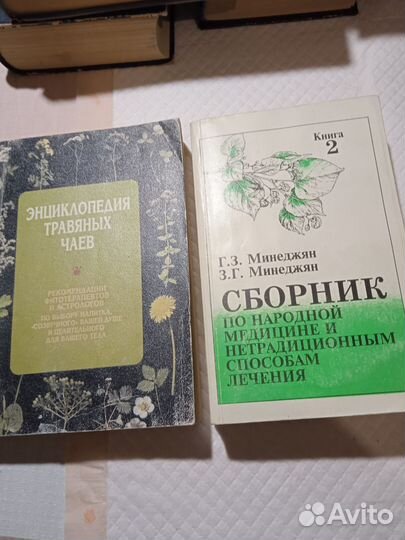 ЭНЦИКЛОПЕДИЯ
ТРАВЯНЫХ
ЧАЕВ
РЕКОМЕНДАЦИИ
ФИТОТЕРАПЕВТОВ
И АСТРОЛОГОВ
ПО ВЫБОРУ НАПИТКА,
«СОЗВУЧНОГО» ВАШЕЙ ДУШЕ
И ЦЕЛИТЕЛЬНОГО
ДЛЯ ВАШЕГО ТЕЛА
Книга
2
Г.З. Минеджян
З.Г. Минеджян
СБОРНИК
ПО НАРОДНОЙ
МЕДИЦИНЕ И
НЕТРАДИЦИОННЫМ
СПОСОБАМ
ЛЕЧЕНИЯ
Avito